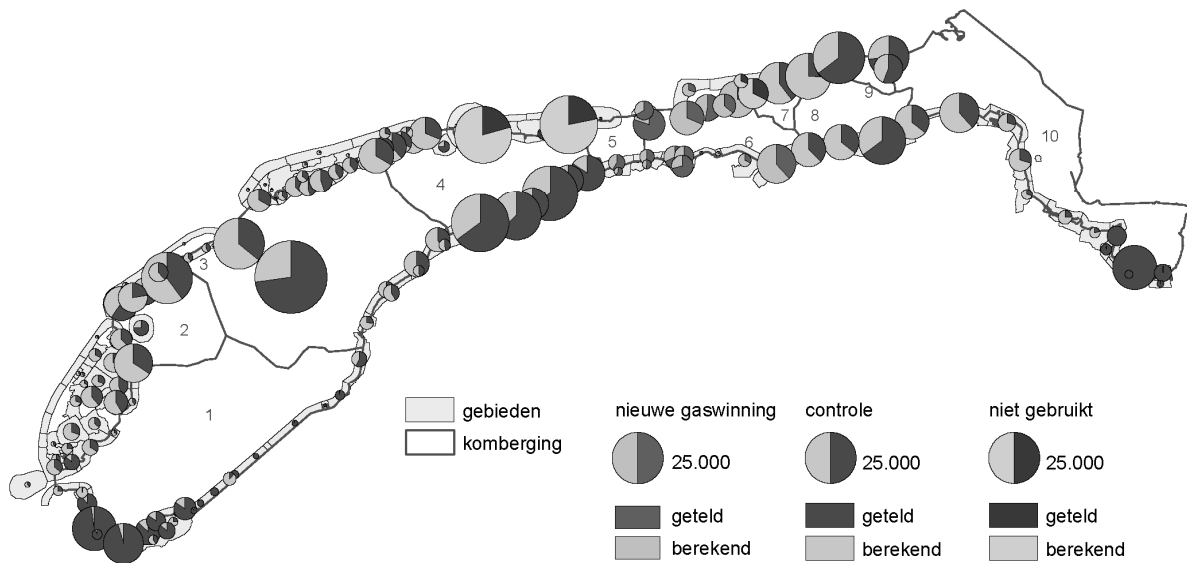 9
7
8
6
10
5
4
3
2
1
gebieden
komberging
nieuwe gaswinning
25.000
geteld
berekend
controle
25.000
geteld
berekend
niet gebruikt
25.000
geteld
berekend